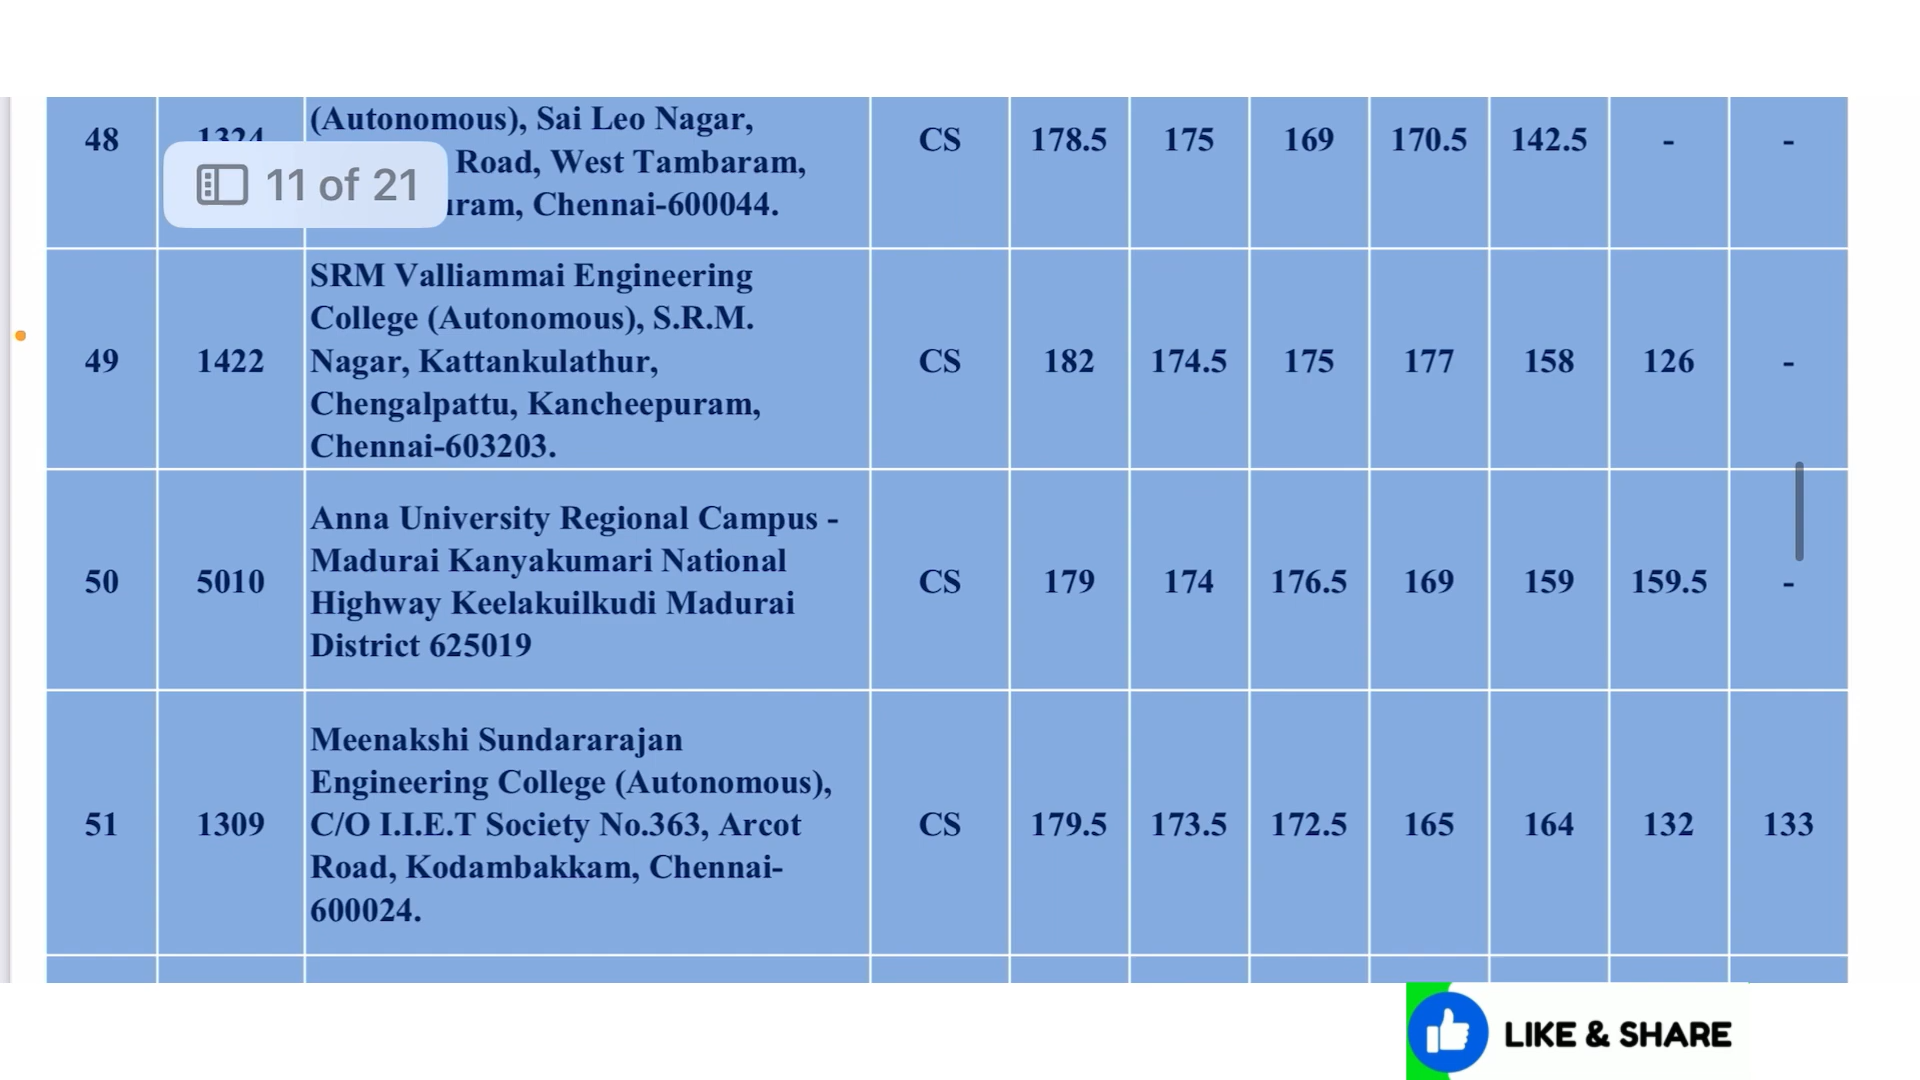 48 1324 (Autonomous), Sai Leo Nagar, Road, West Tambaram, Chennai-600044. CS 178.5 175 169 170.5 142.5 - -
11 of 21
49 1422 SRM Valliammai Engineering College (Autonomous), S.R.M. Nagar, Kattankulathur, Chengalpattu, Kancheepuram, Chennai-603203. CS 182 174.5 175 177 158 126 -
50 5010 Anna University Regional Campus - Madurai Kanyakumari National Highway Keelakuilkudi Madurai District 625019 CS 179 174 176.5 169 159 159.5 -
51 1309 Meenakshi Sundararajan Engineering College (Autonomous), C/O I.I.E.T Society No.363, Arcot Road, Kodambakkam, Chennai-600024. CS 179.5 173.5 172.5 165 164 132 133
LIKE & SHARE